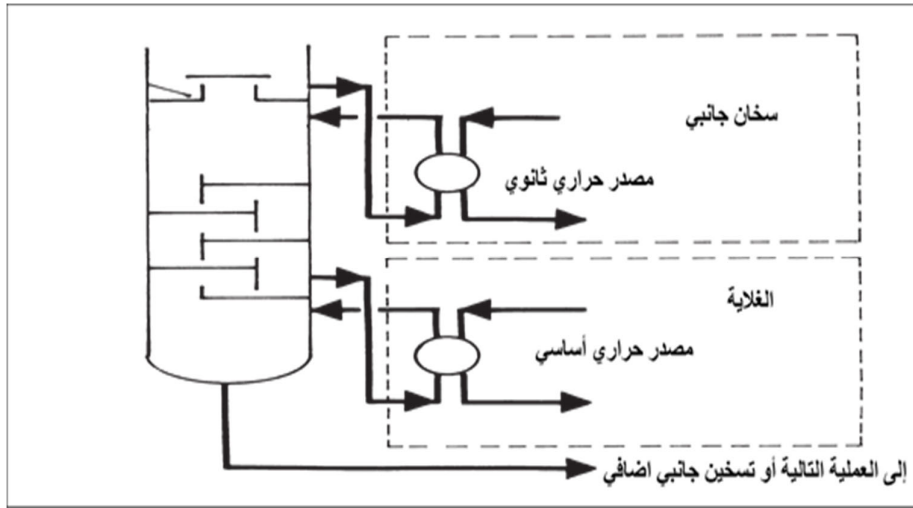 سخان جانبي
مصدر حراري ثانوي
الغلاية
مصدر حراري أساسي
إلى العملية التالية أو تسخين جانبي اضافي